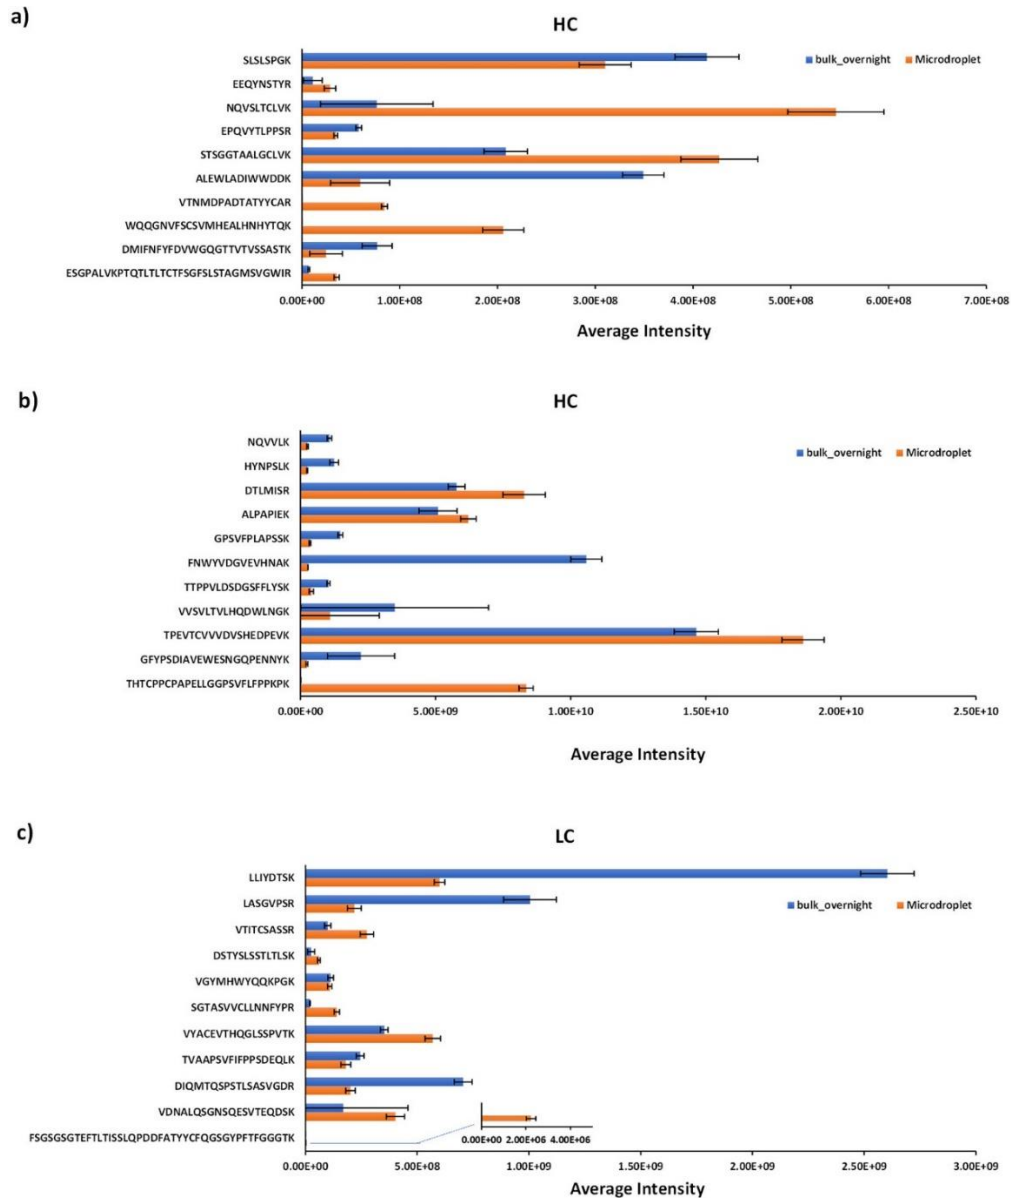 a)
HC
bulk_overnight Microdroplet
SLSLSPGK
EEQYNSTYR
NQVSLTCLVK
EPQVYTLPPSR
STSGGTAALGCLVK
ALEWLADIWWDDK
VTNMDPADTATYYCAR
WQQGNVFSCSVMHEALHNHYTQK
DMIFNFYFDVWGQGTTVTVSSASTK
ESGPALVKPTQTLTLTCTFSGFSLSTAGMSVGWIR
0.00E+00 1.00E+08 2.00E+08 3.00E+08 4.00E+08 5.00E+08 6.00E+08 7.00E+08
Average Intensity
b)
HC
bulk_overnight Microdroplet
NQVVLK
HYNPSLK
DTLMISR
ALPAPIEK
GPSVFPLAPSSK
FNWYVDGVEVHNAK
TTPPVLDSDGSFFLYSK
VVSVLTVLHQDWLNGK
TPEVTCVVVDVSHEDPEVK
GFYPSDIAVEWESNGQPENNYK
THTCPPCPAPELLGGPSVFLFPPKPK
0.00E+00 5.00E+09 1.00E+10 1.50E+10 2.00E+10 2.50E+10
Average Intensity
c)
LC
bulk_overnight Microdroplet
LLIYDTSK
LASGVPSR
VTITCSASSR
DSTYSLSSTLTLSK
VGYMHWYQQKPGK
SGTASVVCLLNNFYPR
VYACEVTHQGLSSPVTK
TVAAPSVFIFPPSDEQLK
DIQMTQSPSTLSASVGDR
VDNALQSGNSQESVTEQDSK
FSGSGSGTEFTLTISSLQPDDFATYYCFQGSGYPFTFGGGTK
0.00E+00 2.00E+06 4.00E+06
0.00E+00 5.00E+08 1.00E+09 1.50E+09 2.00E+09 2.50E+09 3.00E+09
Average Intensity